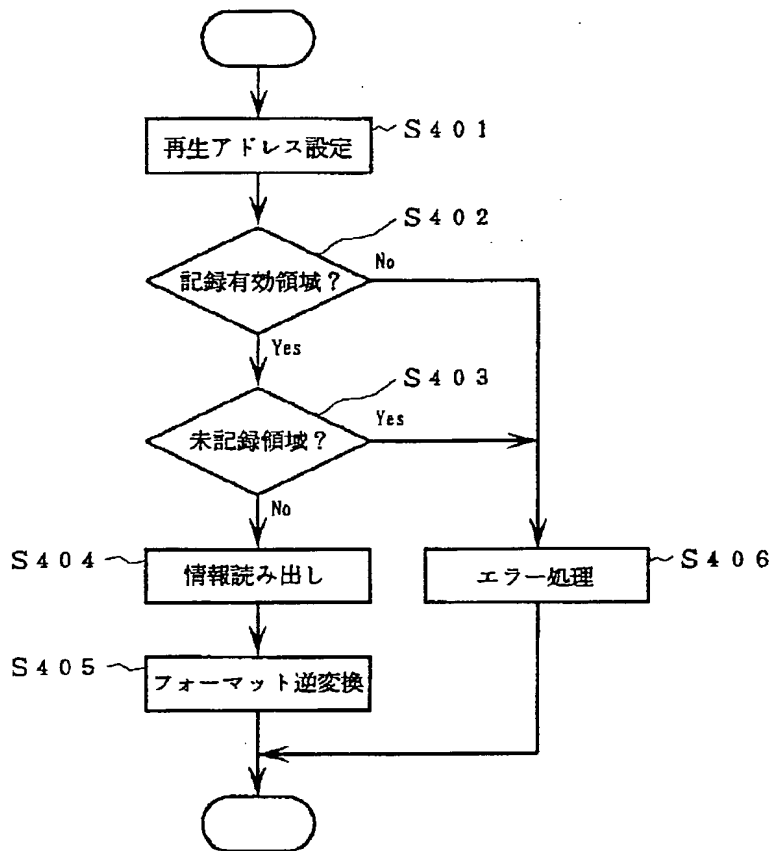 再生アドレス設定
S401
S402
記録有効領域?
No
Yes
S403
未記録領域?
Yes
No
S404
情報読み出し
エラー処理
S406
S405
フォーマット逆変換